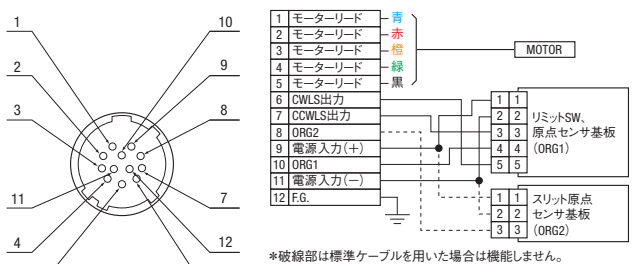 1
2
3
11
4
10
9
8
7
12
1 モーターリード 青
2 モーターリード 赤
3 モーターリード 橙
4 モーターリード 緑
5 モーターリード 黒
6 CWLS出力
7 CCWLS出力
8 ORG2
9 電源入力(+)
10 ORG1
11 電源入力(−)
12 F.G.
MOTOR
1 1
2 2
3 3
4 4
5 5
リミットSW、
原点センサ基板
(ORG1)
1 1
2 2
3 3
スリット原点
センサ基板
(ORG2)
*破線部は標準ケーブルを用いた場合は機能しません。